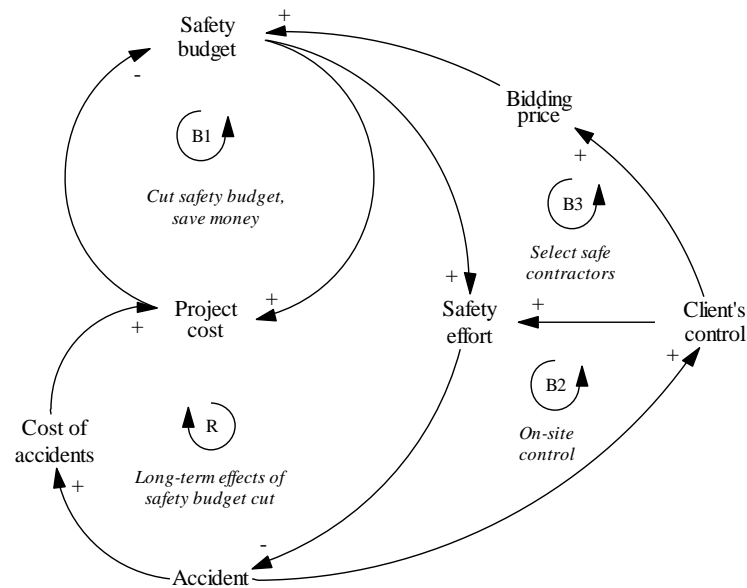 Safety
budget
+
-
+
Bidding
price
+
B1
Cut safety budget,
save money
B3
Select safe
contractors
+
Safety
effort
+
Project
cost
+
+
Client's
control
+
B2
On-site
control
R
Long-term effects of
safety budget cut
Cost of
accidents
+
-
Accident